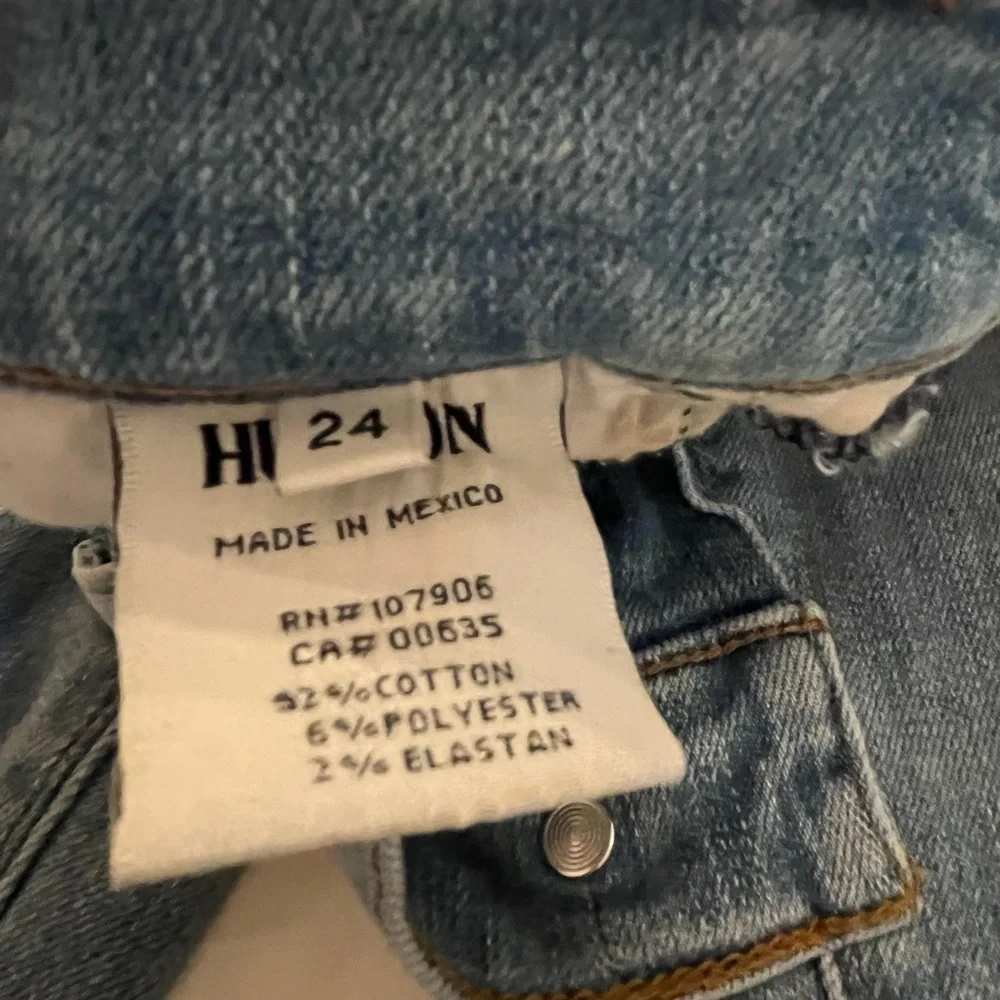 24
MADE IN MEXICO
RN# 107906
CA# 00635
92%COTTON
6%POLYESTER
2% ELASTAN